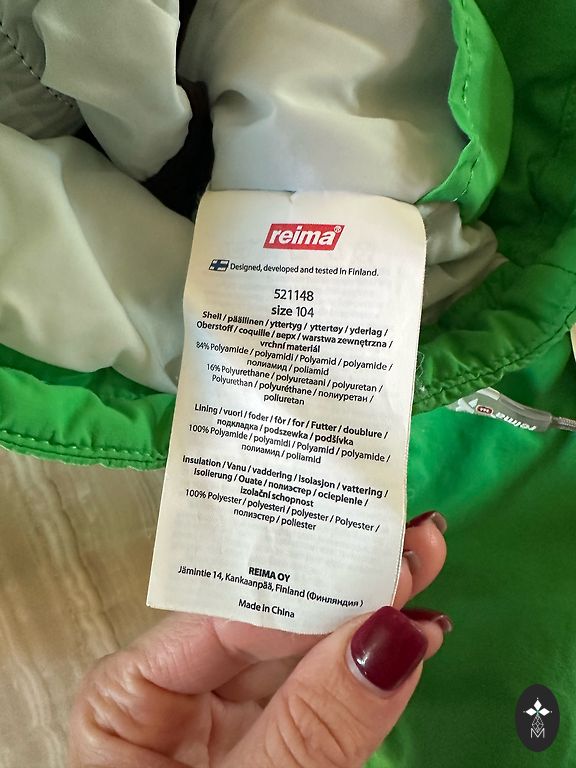 reima®
Designed, developed and tested in Finland.
521148
size 104
Shell / päällinen / yttertyg / yttertøy / yderlag /
Oberstoff / coquille / верх / warstwa zewnętrzna /
vrchní materiál
84% Polyamide / polyamidi / Polyamid / polyamide /
полиамид / poliamid
16% Polyurethane / polyuretaani / polyuretan /
Polyurethan / polyuréthane / полиуретан /
poliuretan
Lining / vuori / foder / fôr / for / Futter / doublure /
подкладка / podszewka / podšívka
100% Polyamide / polyamidi / Polyamid / polyamide /
полиамид / poliamid
Insulation / Vanu / vaddering / isolasjon / vattering /
Isolierung / Ouate / полиэстер / ocieplenie /
izolační schopnost
100% Polyester / polyesteri / polyester / Polyester /
полиэстер / poliester
REIMA OY
Jämintie 14, Kankaanpää, Finland (Финляндия)
Made in China
reima
M